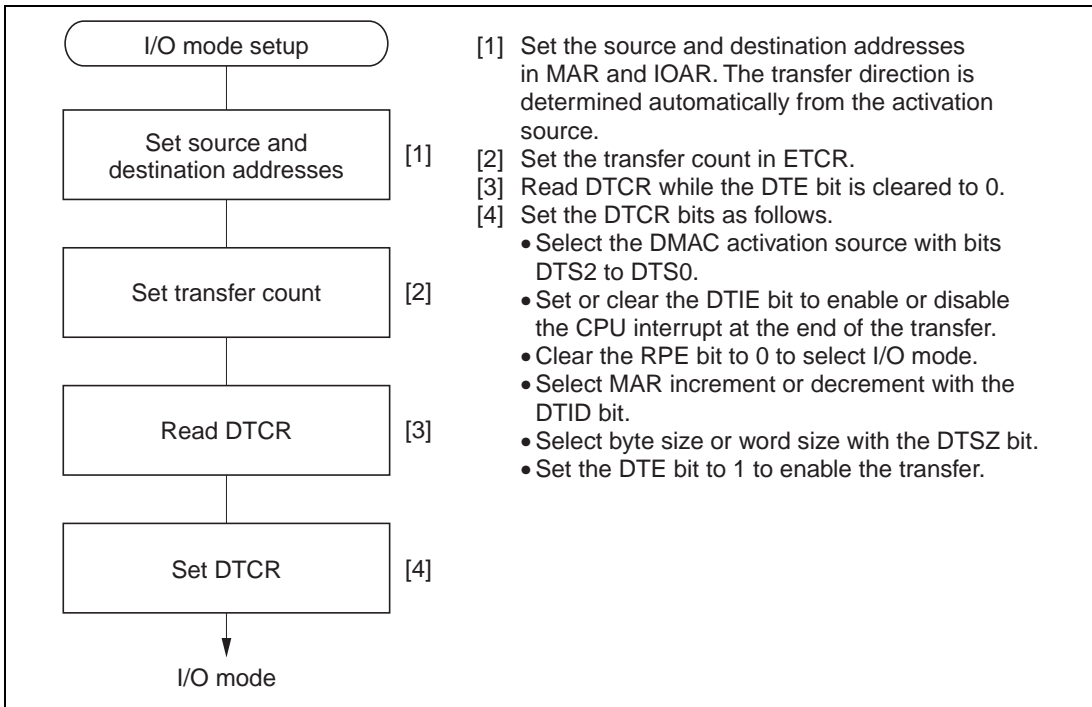 I/O mode setup
Set source and
destination addresses
[1]
Set transfer count
[2]
Read DTCR
[3]
Set DTCR
[4]
I/O mode
[1] Set the source and destination addresses
in MAR and IOAR. The transfer direction is
determined automatically from the activation
source.
[2] Set the transfer count in ETCR.
[3] Read DTCR while the DTE bit is cleared to 0.
[4] Set the DTCR bits as follows.
• Select the DMAC activation source with bits
DTS2 to DTS0.
• Set or clear the DTIE bit to enable or disable
the CPU interrupt at the end of the transfer.
• Clear the RPE bit to 0 to select I/O mode.
• Select MAR increment or decrement with the
DTID bit.
• Select byte size or word size with the DTSZ bit.
• Set the DTE bit to 1 to enable the transfer.